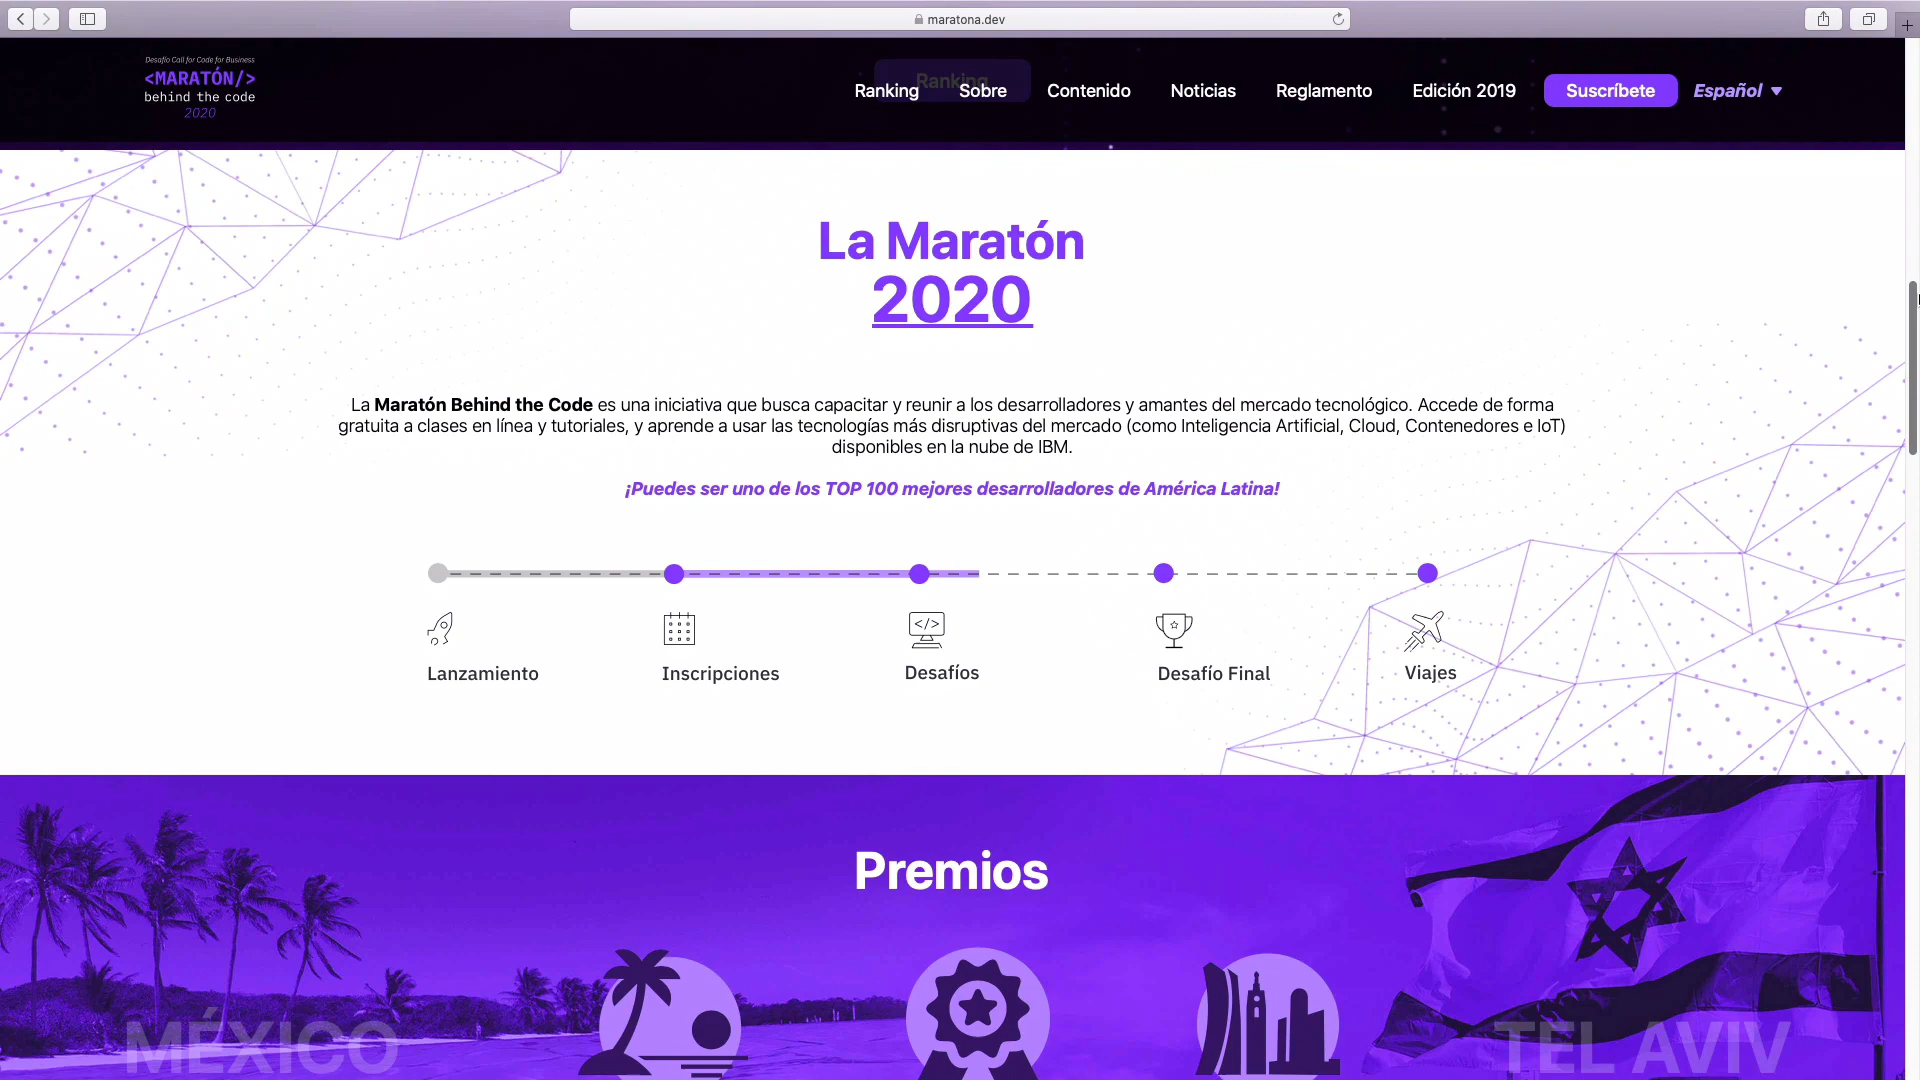 maratona.dev
Desafío Call for Code for Business
<MARATÓN/>
behind the code
2020
Ranking
Ranking Sobre Contenido Noticias Reglamento Edición 2019 Suscríbete Español
La Maratón
2020
La Maratón Behind the Code es una iniciativa que busca capacitar y reunir a los desarrolladores y amantes del mercado tecnológico. Accede de forma
gratuita a clases en línea y tutoriales, y aprende a usar las tecnologías más disruptivas del mercado (como Inteligencia Artificial, Cloud, Contenedores e IoT)
disponibles en la nube de IBM.
¡Puedes ser uno de los TOP 100 mejores desarrolladores de América Latina!
</>
Lanzamiento Inscripciones Desafíos Desafío Final Viajes
Premios
MÉXICO TEL AVIV